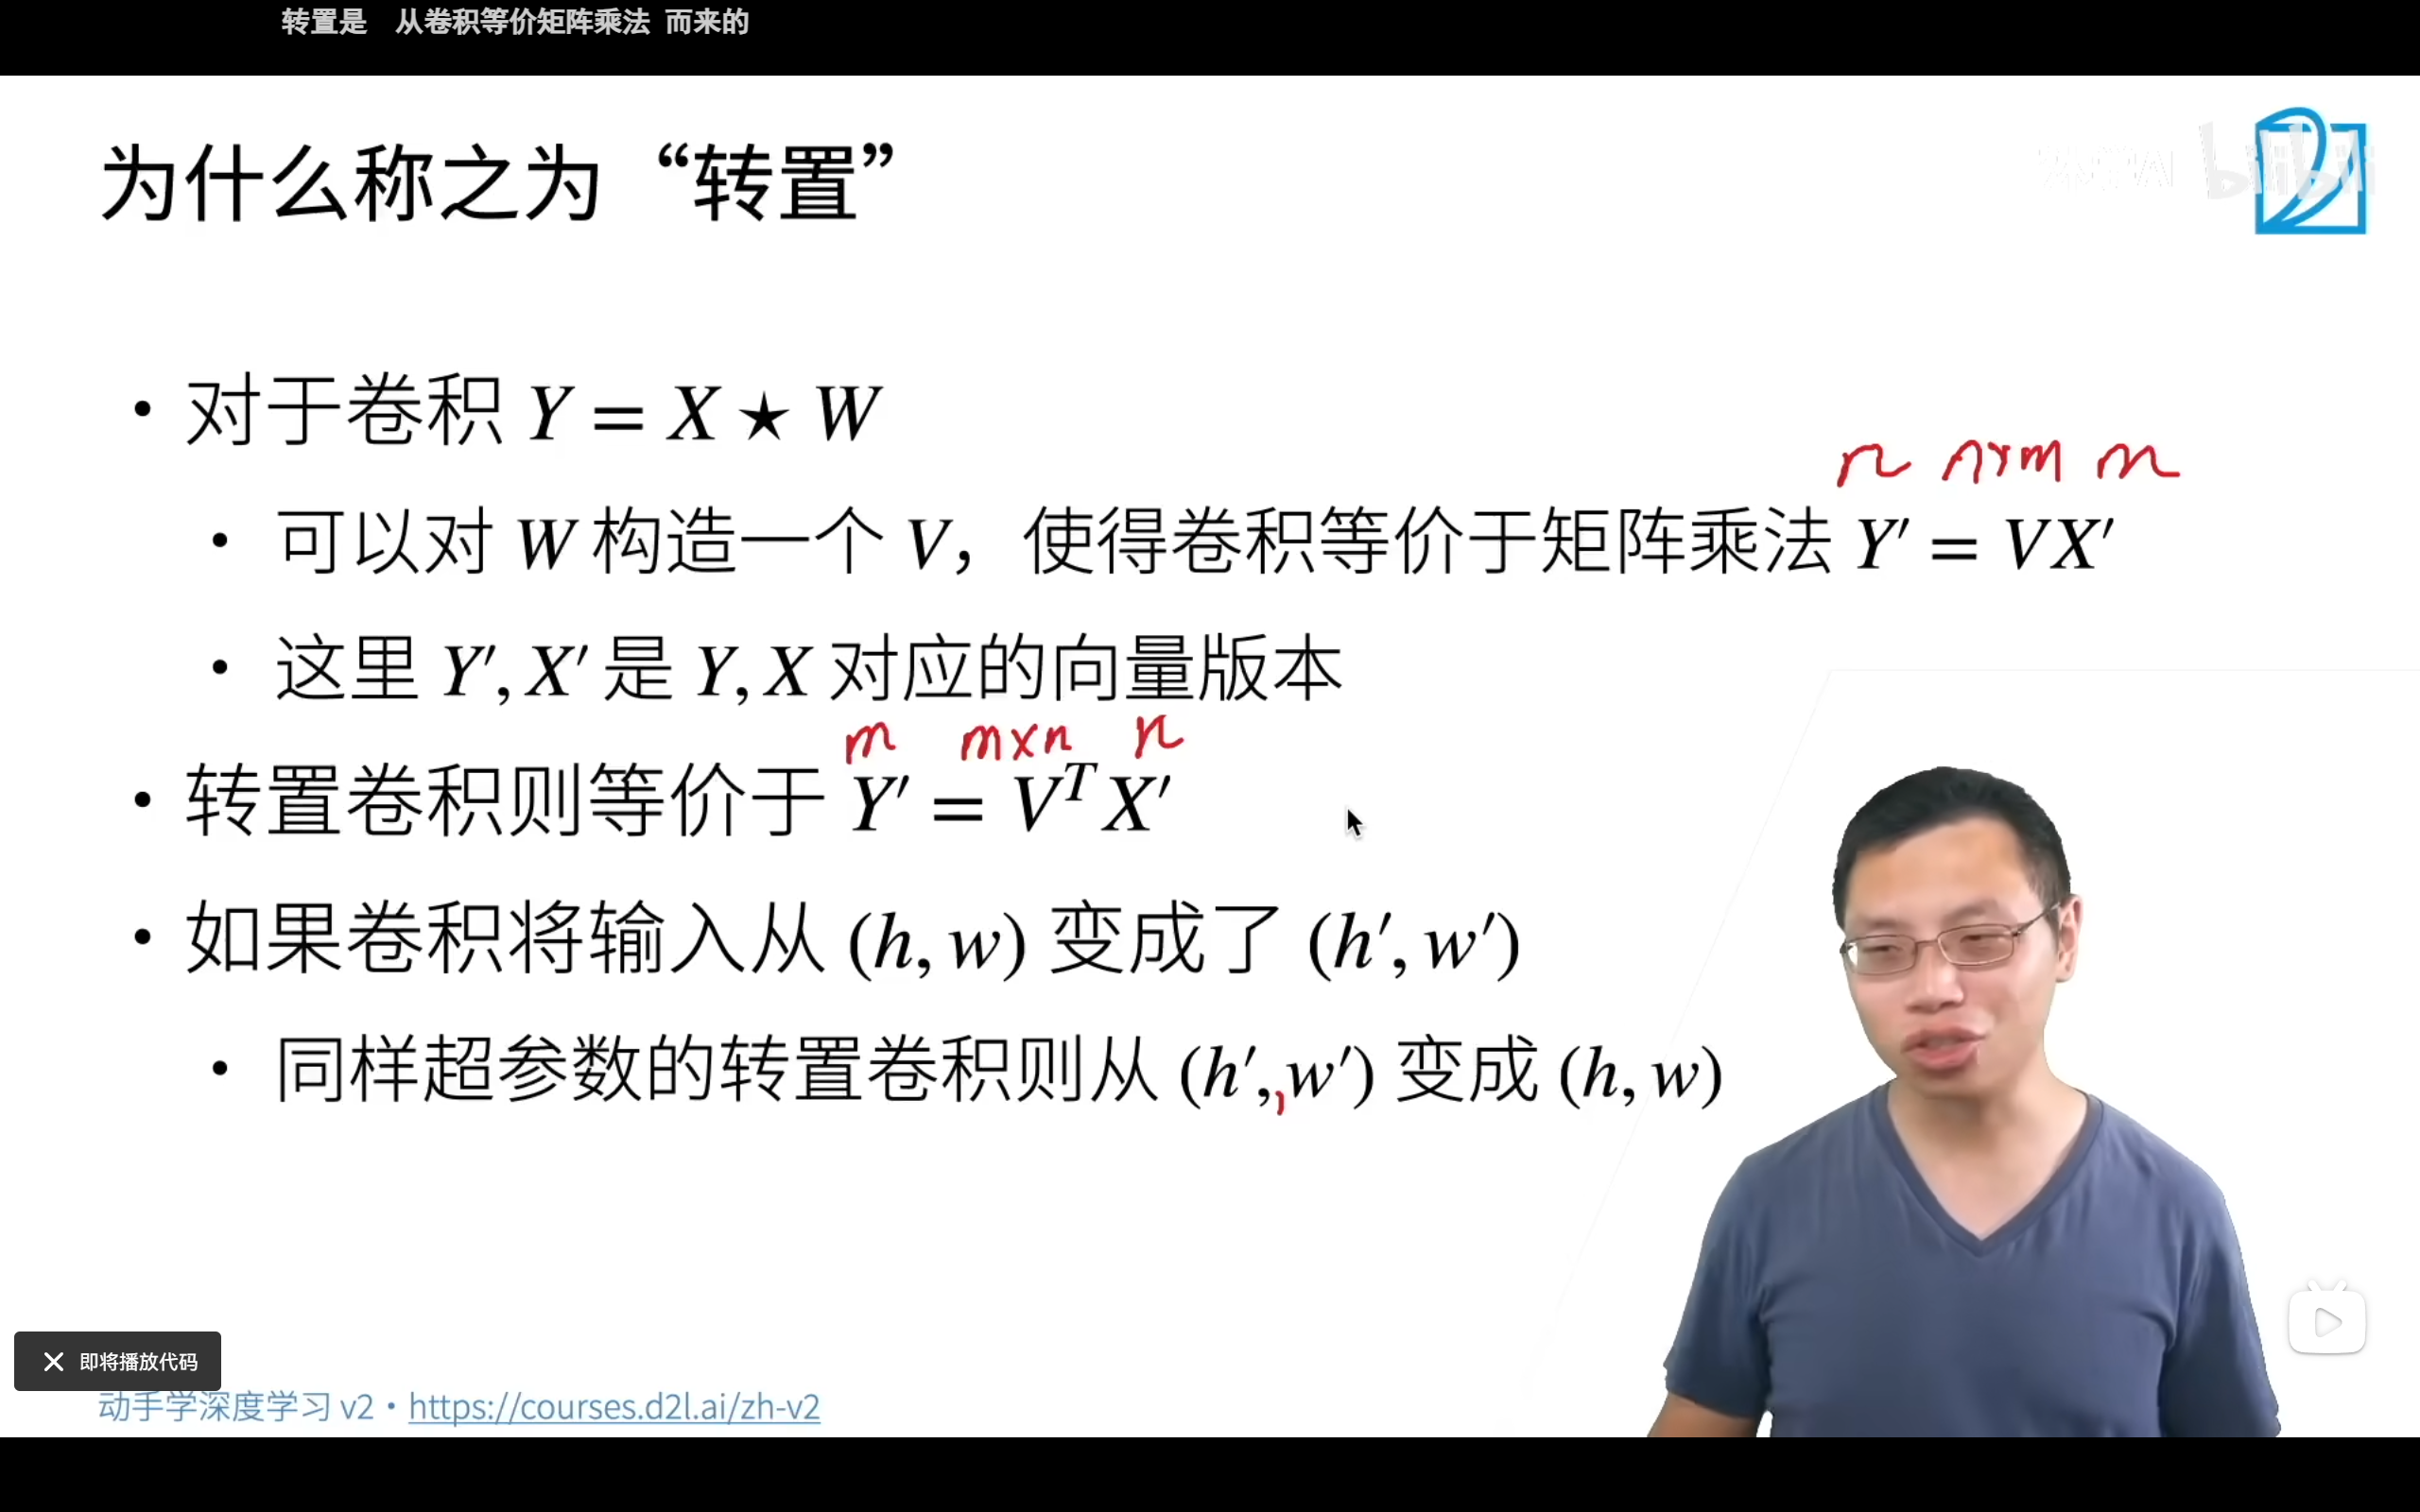 转置是 从卷积等价矩阵乘法 而来的
为什么称之为“转置”
bilibili
• 对于卷积 Y = X ★ W
n n×m m
• 可以对 W 构造一个 V，使得卷积等价于矩阵乘法 Y′ = VX′
• 这里 Y′, X′ 是 Y, X 对应的向量版本
m m×n n
• 转置卷积则等价于 Y′ = VᵀX′
• 如果卷积将输入从 (h, w) 变成了 (h′, w′)
• 同样超参数的转置卷积则从 (h′, w′) 变成 (h, w)
即将播放代码
动手学深度学习 v2 • https://courses.d2l.ai/zh-v2